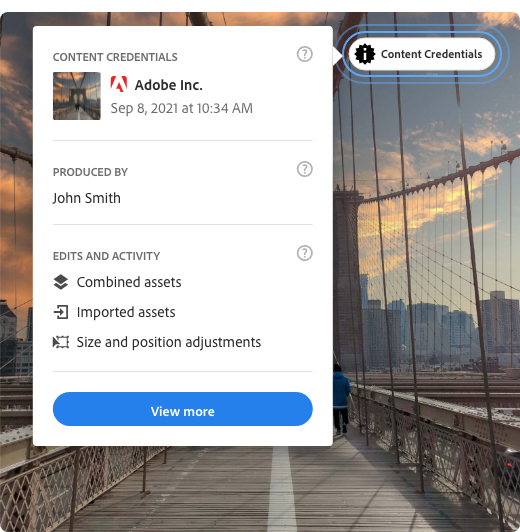 CONTENT CREDENTIALS
Adobe Inc.
Sep 8, 2021 at 10:34 AM
PRODUCED BY
John Smith
EDITS AND ACTIVITY
Combined assets
Imported assets
Size and position adjustments
View more
Content Credentials